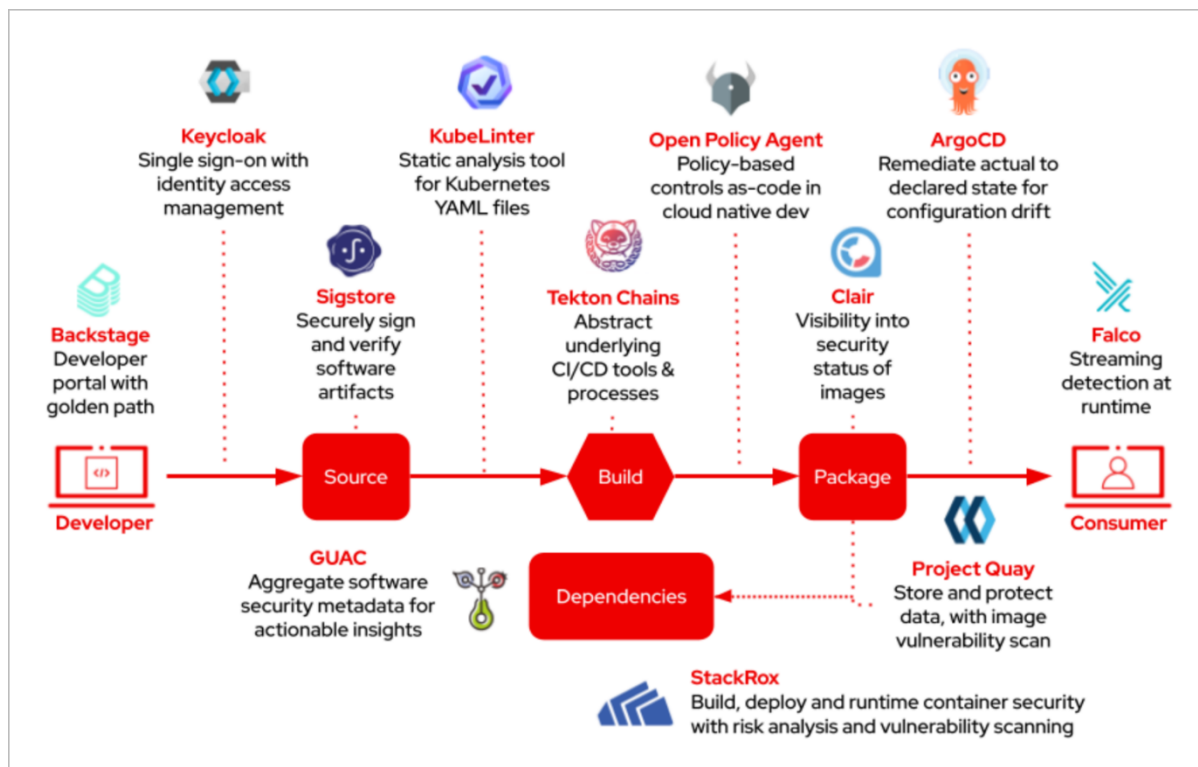 Keycloak
Single sign-on with
identity access
management
KubeLinter
Static analysis tool
for Kubernetes
YAML files
Open Policy Agent
Policy-based
controls as-code in
cloud native dev
ArgoCD
Remediate actual to
declared state for
configuration drift
Backstage
Developer
portal with
golden path
Sigstore
Securely sign
and verify
software
artifacts
Tekton Chains
Abstract
underlying
CI/CD tools &
processes
Clair
Visibility into
security
status of
images
Falco
Streaming
detection at
runtime
</>
Developer
Source
Build
Package
Consumer
GUAC
Aggregate software
security metadata for
actionable insights
Dependencies
Project Quay
Store and protect
data, with image
vulnerability scan
StackRox
Build, deploy and runtime container security
with risk analysis and vulnerability scanning